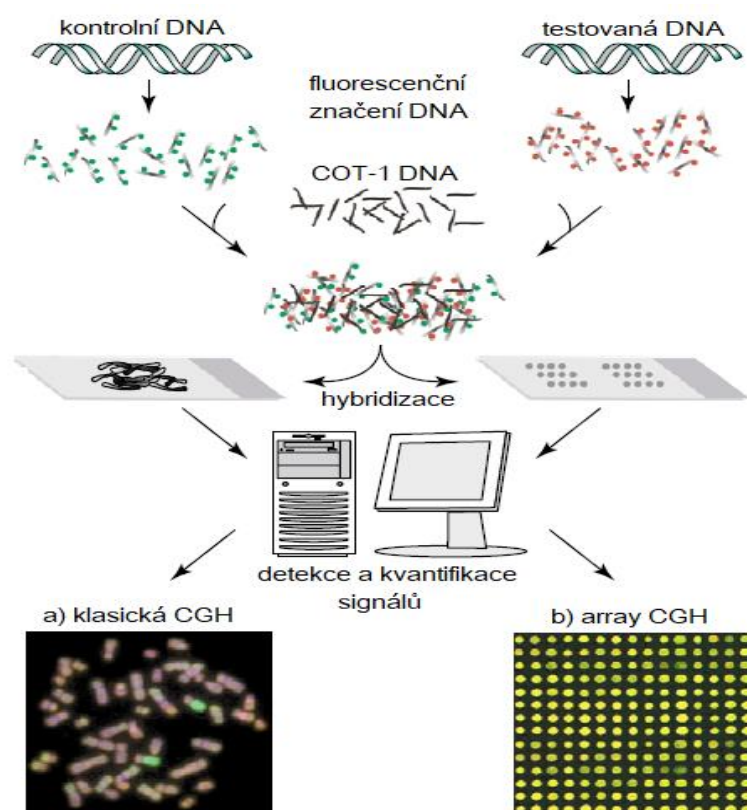 kontrolní DNA
testovaná DNA
fluorescenční
značení DNA
COT-1 DNA
hybridizace
detekce a kvantifikace
signálů
a) klasická CGH
b) array CGH